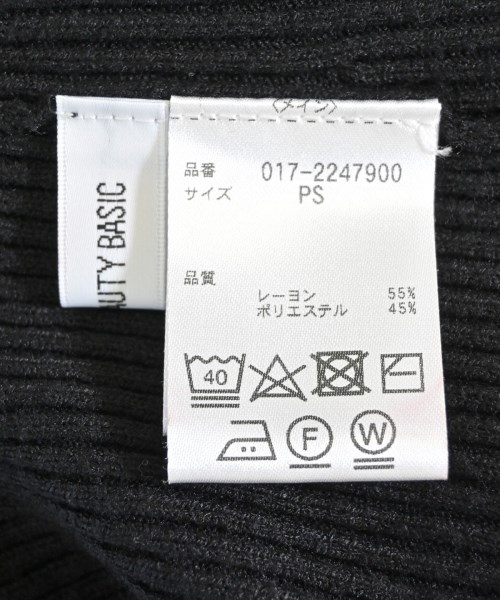 〈メイン〉
品番 017-2247900
サイズ PS
品質
レーヨン 55%
ポリエステル 45%
40
F
W
BASIC